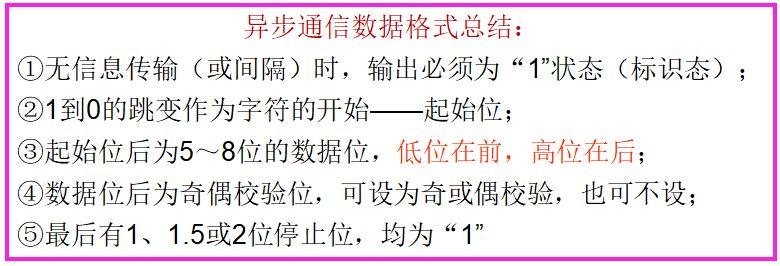 异步通信数据格式总结：
①无信息传输（或间隔）时，输出必须为“1”状态（标识态）；
②1到0的跳变作为字符的开始——起始位；
③起始位后为5～8位的数据位，低位在前，高位在后；
④数据位后为奇偶校验位，可设为奇或偶校验，也可不设；
⑤最后有1、1.5或2位停止位，均为“1”